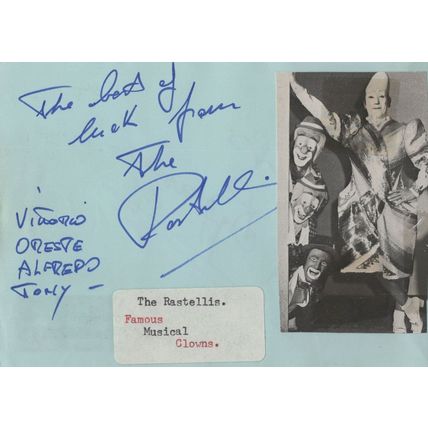 The best of
luck from
The
Rastelli.
VITTORIO
ORESTE
ALFREDO
TONY -
The Rastellis.
Famous
Musical
Clowns.